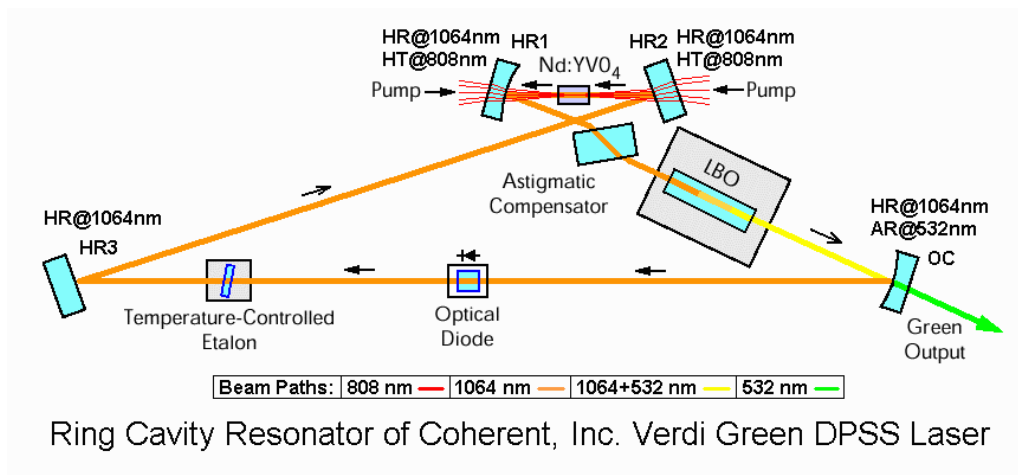 HR@1064nm
HT@808nm
HR1
HR2
HR@1064nm
HT@808nm
Nd:YVO4
Pump
Pump
Astigmatic
Compensator
LBO
HR@1064nm
HR3
HR@1064nm
AR@532nm
OC
Temperature-Controlled
Etalon
Optical
Diode
Green
Output
Beam Paths: 808 nm 1064 nm 1064+532 nm 532 nm
Ring Cavity Resonator of Coherent, Inc. Verdi Green DPSS Laser